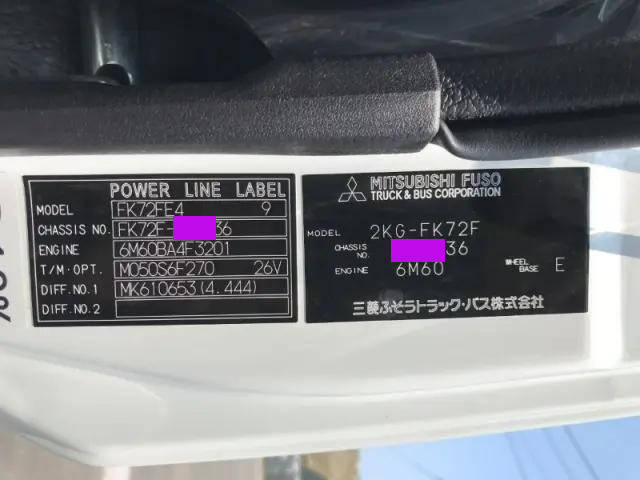 POWER LINE LABEL
MODEL FK72FE4 9
CHASSIS NO. FK72F- 36
ENGINE 6M60BA4F3201
T/M・OPT. M050S6F270 26V
DIFF.NO.1 MK610653(4.444)
DIFF.NO.2
MITSUBISHI FUSO
TRUCK & BUS CORPORATION
MODEL 2KG-FK72F
CHASSIS NO. 36
ENGINE 6M60 WHEEL BASE E
三菱ふそうトラック・バス株式会社